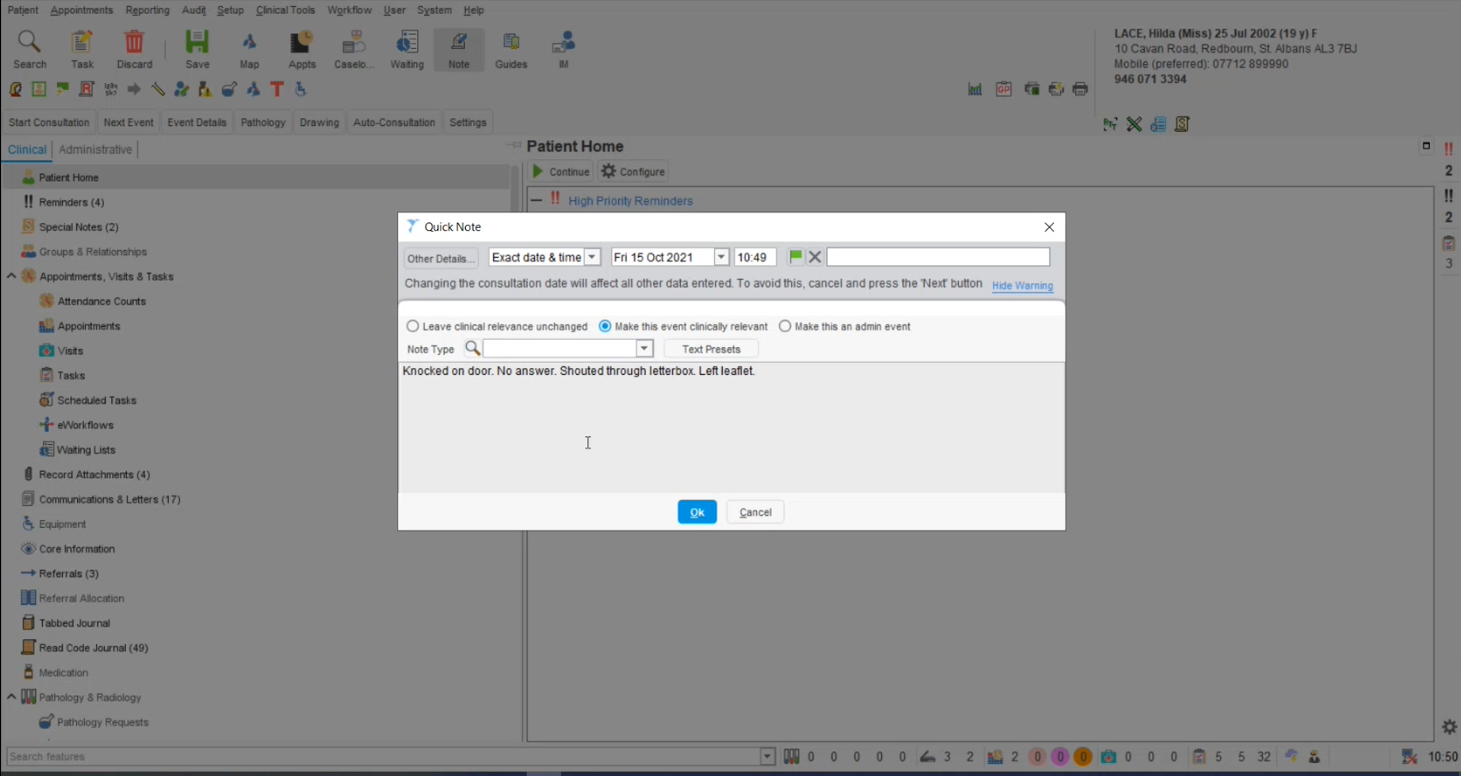 Patient Appointments Reporting Audit Setup Clinical Tools Workflow User System Help
Search Task Discard Save Map Appts Caselo... Waiting Note Guides IM
LACE, Hilda (Miss) 25 Jul 2002 (19 y) F
10 Cavan Road, Redbourn, St. Albans AL3 7BJ
Mobile (preferred): 07712 899990
946 071 3394
Start Consultation Next Event Event Details Pathology Drawing Auto-Consultation Settings
Clinical Administrative
Patient Home
Continue Configure
High Priority Reminders
2
2
3
Patient Home
Reminders (4)
Special Notes (2)
Groups & Relationships
Appointments, Visits & Tasks
Attendance Counts
Appointments
Visits
Tasks
Scheduled Tasks
eWorkflows
Waiting Lists
Record Attachments (4)
Communications & Letters (17)
Equipment
Core Information
Referrals (3)
Referral Allocation
Tabbed Journal
Read Code Journal (49)
Medication
Pathology & Radiology
Pathology Requests
Quick Note
Other Details... Exact date & time Fri 15 Oct 2021 10:49
Changing the consultation date will affect all other data entered. To avoid this, cancel and press the 'Next' button Hide Warning
Leave clinical relevance unchanged Make this event clinically relevant Make this an admin event
Note Type Text Presets
Knocked on door. No answer. Shouted through letterbox. Left leaflet.
Ok Cancel
Search features 0 0 0 0 0 3 2 2 0 0 0 0 0 0 5 5 32 10:50